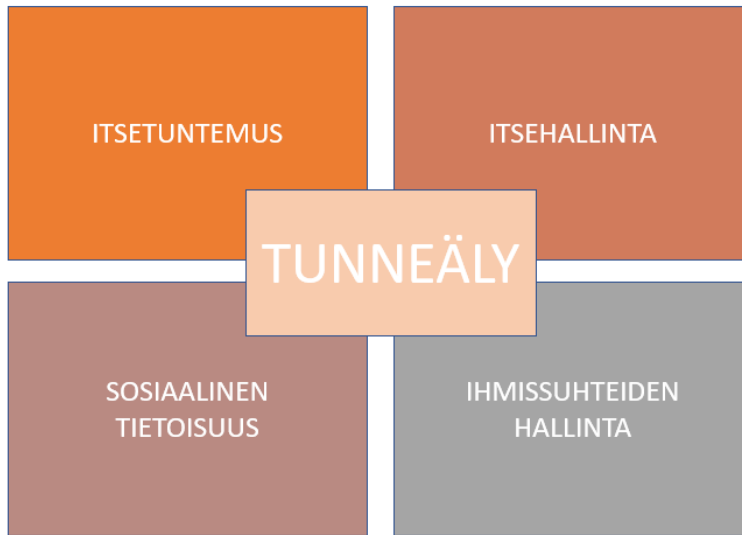 ITSETUNTEMUS
ITSEHALLINTA
TUNNEÄLY
SOSIAALINEN
TIETOISUUS
IHMISSUHTEIDEN
HALLINTA